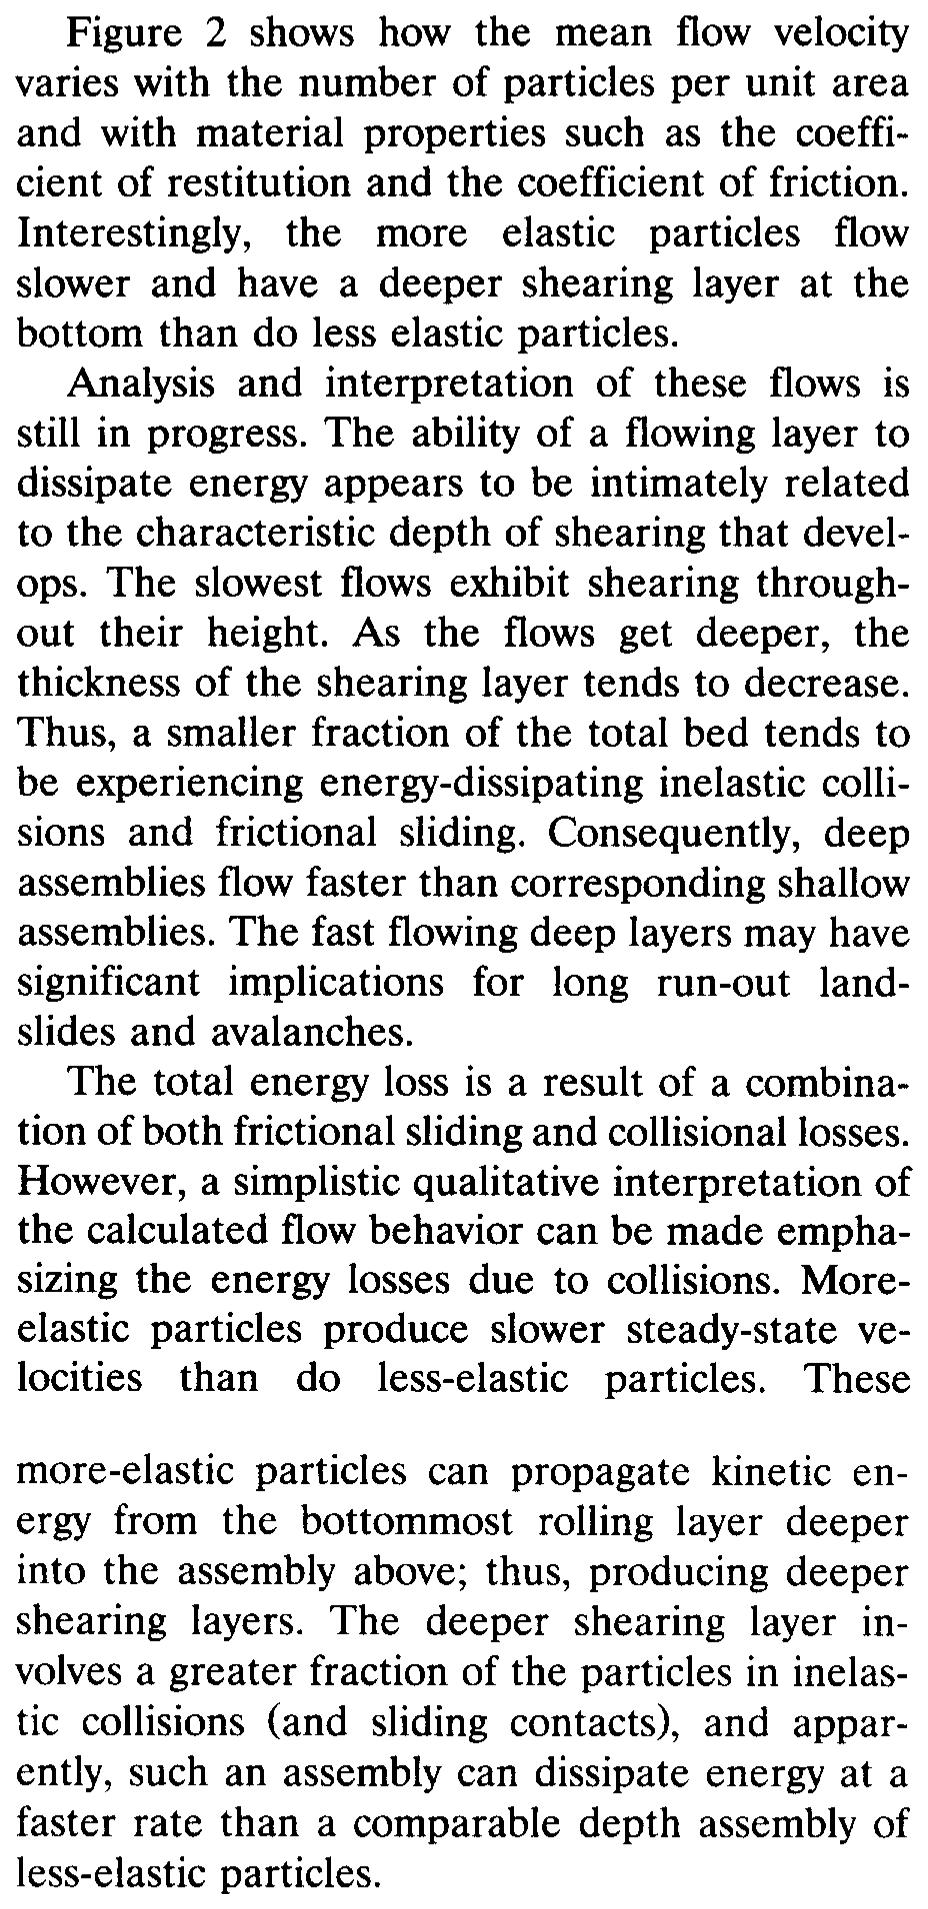 Figure 2 shows how the mean flow velocity
varies with the number of particles per unit area
and with material properties such as the coeffi-
cient of restitution and the coefficient of friction.
Interestingly, the more elastic particles flow
slower and have a deeper shearing layer at the
bottom than do less elastic particles.
Analysis and interpretation of these flows is
still in progress. The ability of a flowing layer to
dissipate energy appears to be intimately related
to the characteristic depth of shearing that devel-
ops. The slowest flows exhibit shearing through-
out their height. As the flows get deeper, the
thickness of the shearing layer tends to decrease.
Thus, a smaller fraction of the total bed tends to
be experiencing energy-dissipating inelastic colli-
sions and frictional sliding. Consequently, deep
assemblies flow faster than corresponding shallow
assemblies. The fast flowing deep layers may have
significant implications for long run-out land-
slides and avalanches.
The total energy loss is a result of a combina-
tion of both frictional sliding and collisional losses.
However, a simplistic qualitative interpretation of
the calculated flow behavior can be made empha-
sizing the energy losses due to collisions. More-
elastic particles produce slower steady-state ve-
locities than do less-elastic particles. These
more-elastic particles can propagate kinetic en-
ergy from the bottommost rolling layer deeper
into the assembly above; thus, producing deeper
shearing layers. The deeper shearing layer in-
volves a greater fraction of the particles in inelas-
tic collisions (and sliding contacts), and appar-
ently, such an assembly can dissipate energy at a
faster rate than a comparable depth assembly of
less-elastic particles.